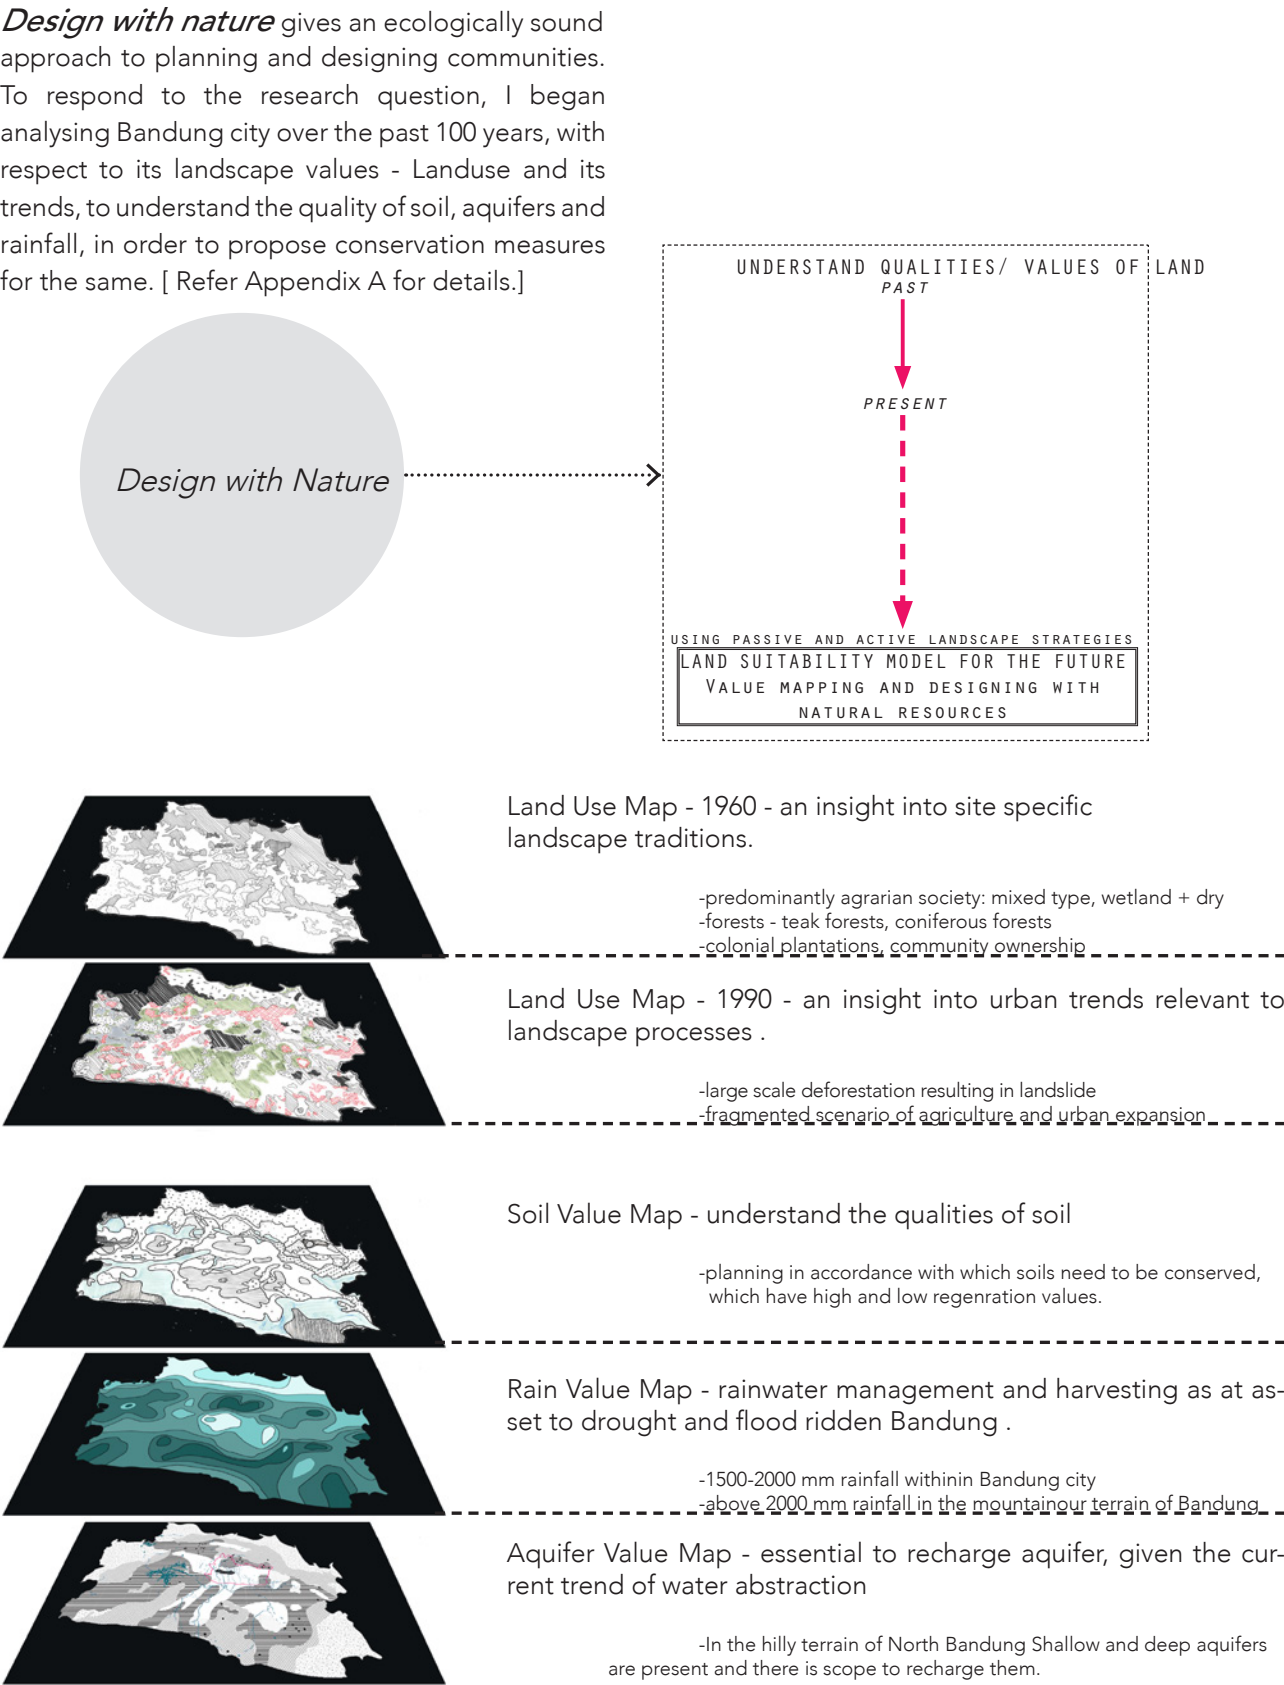 Design with nature gives an ecologically sound
approach to planning and designing communities.
To respond to the research question, I began
analysing Bandung city over the past 100 years, with
respect to its landscape values - Landuse and its
trends, to understand the quality of soil, aquifers and
rainfall, in order to propose conservation measures
for the same. [ Refer Appendix A for details.]
UNDERSTAND QUALITIES/ VALUES OF LAND
PAST
PRESENT
Design with Nature
USING PASSIVE AND ACTIVE LANDSCAPE STRATEGIES
LAND SUITABILITY MODEL FOR THE FUTURE
VALUE MAPPING AND DESIGNING WITH
NATURAL RESOURCES
Land Use Map - 1960 - an insight into site specific
landscape traditions.
-predominantly agrarian society: mixed type, wetland + dry
-forests - teak forests, coniferous forests
-colonial plantations, community ownership
Land Use Map - 1990 - an insight into urban trends relevant to
landscape processes .
-large scale deforestation resulting in landslide
-fragmented scenario of agriculture and urban expansion
Soil Value Map - understand the qualities of soil
-planning in accordance with which soils need to be conserved,
which have high and low regenration values.
Rain Value Map - rainwater management and harvesting as at as-
set to drought and flood ridden Bandung .
-1500-2000 mm rainfall withinin Bandung city
-above 2000 mm rainfall in the mountainour terrain of Bandung
Aquifer Value Map - essential to recharge aquifer, given the cur-
rent trend of water abstraction
-In the hilly terrain of North Bandung Shallow and deep aquifers
are present and there is scope to recharge them.